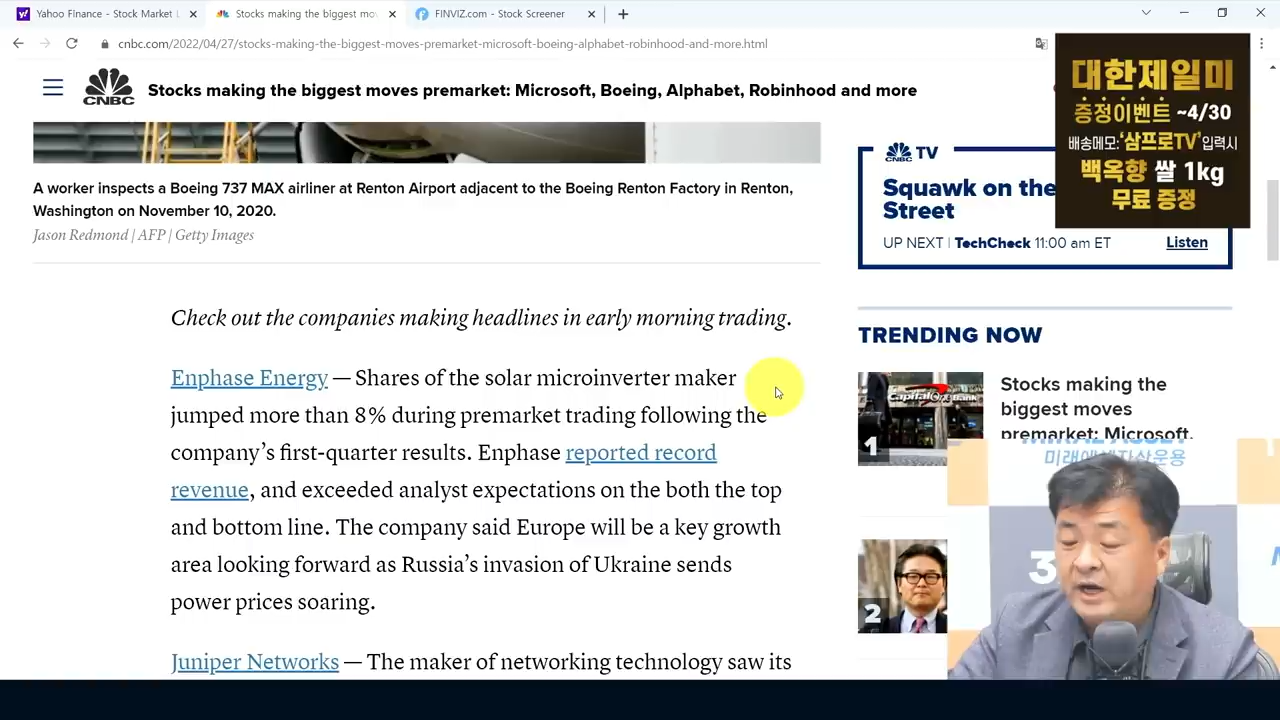 Yahoo Finance - Stock Market L
Stocks making the biggest mov
FINVIZ.com - Stock Screener
cnbc.com/2022/04/27/stocks-making-the-biggest-moves-premarket-microsoft-boeing-alphabet-robinhood-and-more.html
CNBC
Stocks making the biggest moves premarket: Microsoft, Boeing, Alphabet, Robinhood and more
대한제일미
증정이벤트 ~4/30
배송메모:'삼프로TV'입력시
백옥향 쌀 1kg
무료 증정
A worker inspects a Boeing 737 MAX airliner at Renton Airport adjacent to the Boeing Renton Factory in Renton,
Washington on November 10, 2020.
Jason Redmond | AFP | Getty Images
CNBC TV
Squawk on the
Street
UP NEXT | TechCheck 11:00 am ET
Listen
Check out the companies making headlines in early morning trading.
Enphase Energy — Shares of the solar microinverter maker
jumped more than 8% during premarket trading following the
company's first-quarter results. Enphase reported record
revenue, and exceeded analyst expectations on the both the top
and bottom line. The company said Europe will be a key growth
area looking forward as Russia's invasion of Ukraine sends
power prices soaring.
Juniper Networks — The maker of networking technology saw its
TRENDING NOW
Capital One Bank
1
Stocks making the
biggest moves
premarket: Microsoft,
2
MIRAE ASSET
미래에셋자산운용
3